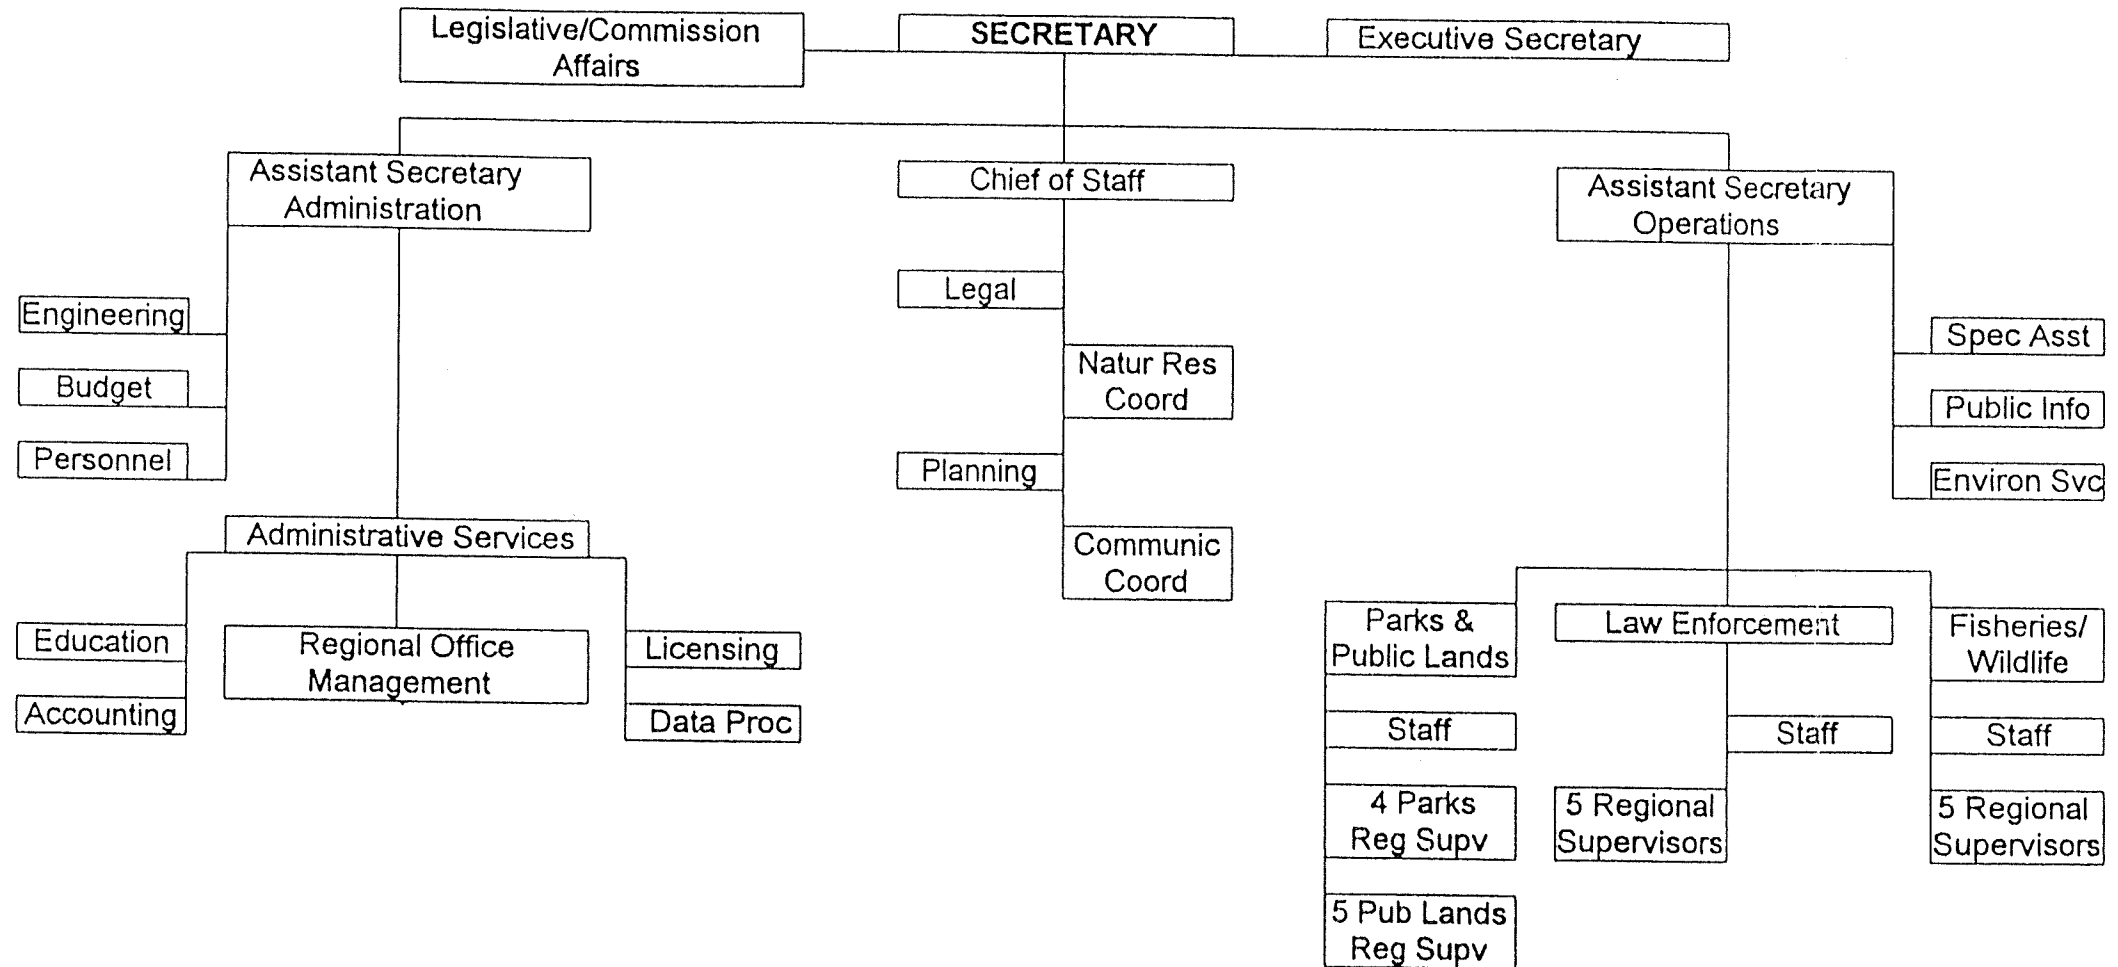 Legislative/Commission
Affairs
SECRETARY
Executive Secretary
Assistant Secretary
Administration
Chief of Staff
Assistant Secretary
Operations
Engineering
Budget
Personnel
Legal
Natur Res
Coord
Planning
Communic
Coord
Spec Asst
Public Info
Environ Svc
Administrative Services
Education
Accounting
Regional Office
Management
Licensing
Data Proc
Parks &
Public Lands
Staff
4 Parks
Reg Supv
5 Pub Lands
Reg Supv
Law Enforcement
Staff
5 Regional
Supervisors
Fisheries/
Wildlife
Staff
5 Regional
Supervisors